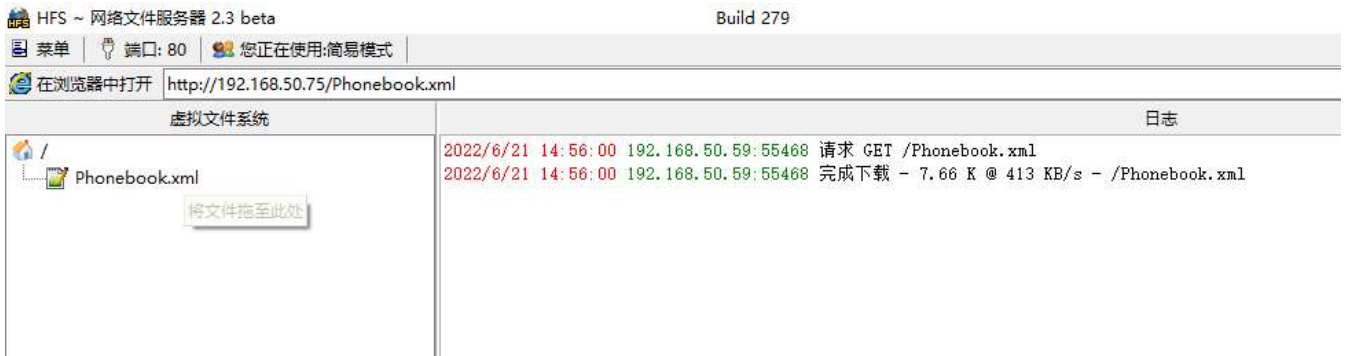 HFS ~ 网络文件服务器 2.3 beta Build 279
菜单 端口: 80 您正在使用:简易模式
在浏览器中打开 http://192.168.50.75/Phonebook.xml
虚拟文件系统 日志
/
Phonebook.xml
将文件拖至此处
2022/6/21 14:56:00 192.168.50.59:55468 请求 GET /Phonebook.xml
2022/6/21 14:56:00 192.168.50.59:55468 完成下载 - 7.66 K @ 413 KB/s - /Phonebook.xml